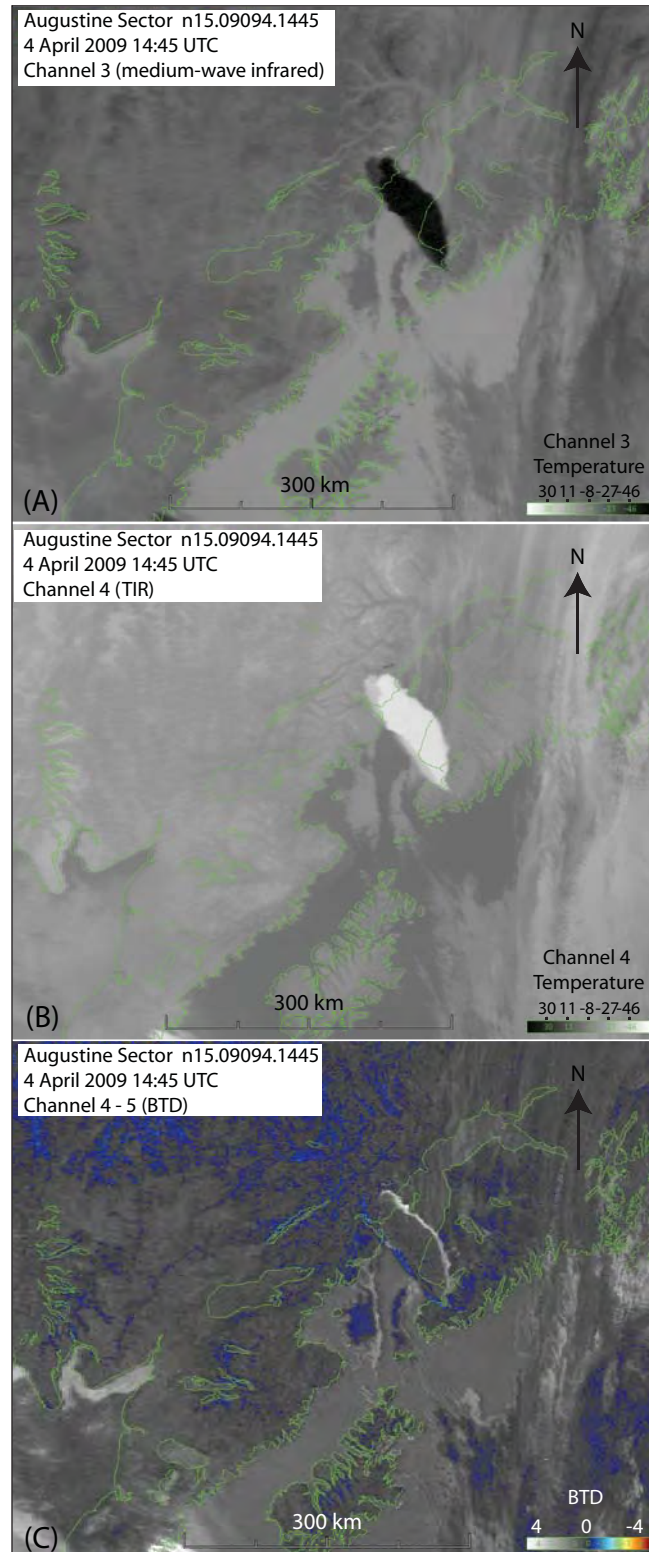 Augustine Sector n15.09094.1445
4 April 2009 14:45 UTC
Channel 3 (medium-wave infrared)
N
300 km
Channel 3
Temperature
30 11 -8 -27 -46
(A)
Augustine Sector n15.09094.1445
4 April 2009 14:45 UTC
Channel 4 (TIR)
N
300 km
Channel 4
Temperature
30 11 -8 -27 -46
(B)
Augustine Sector n15.09094.1445
4 April 2009 14:45 UTC
Channel 4 - 5 (BTD)
N
300 km
BTD
4 0 -4
(C)